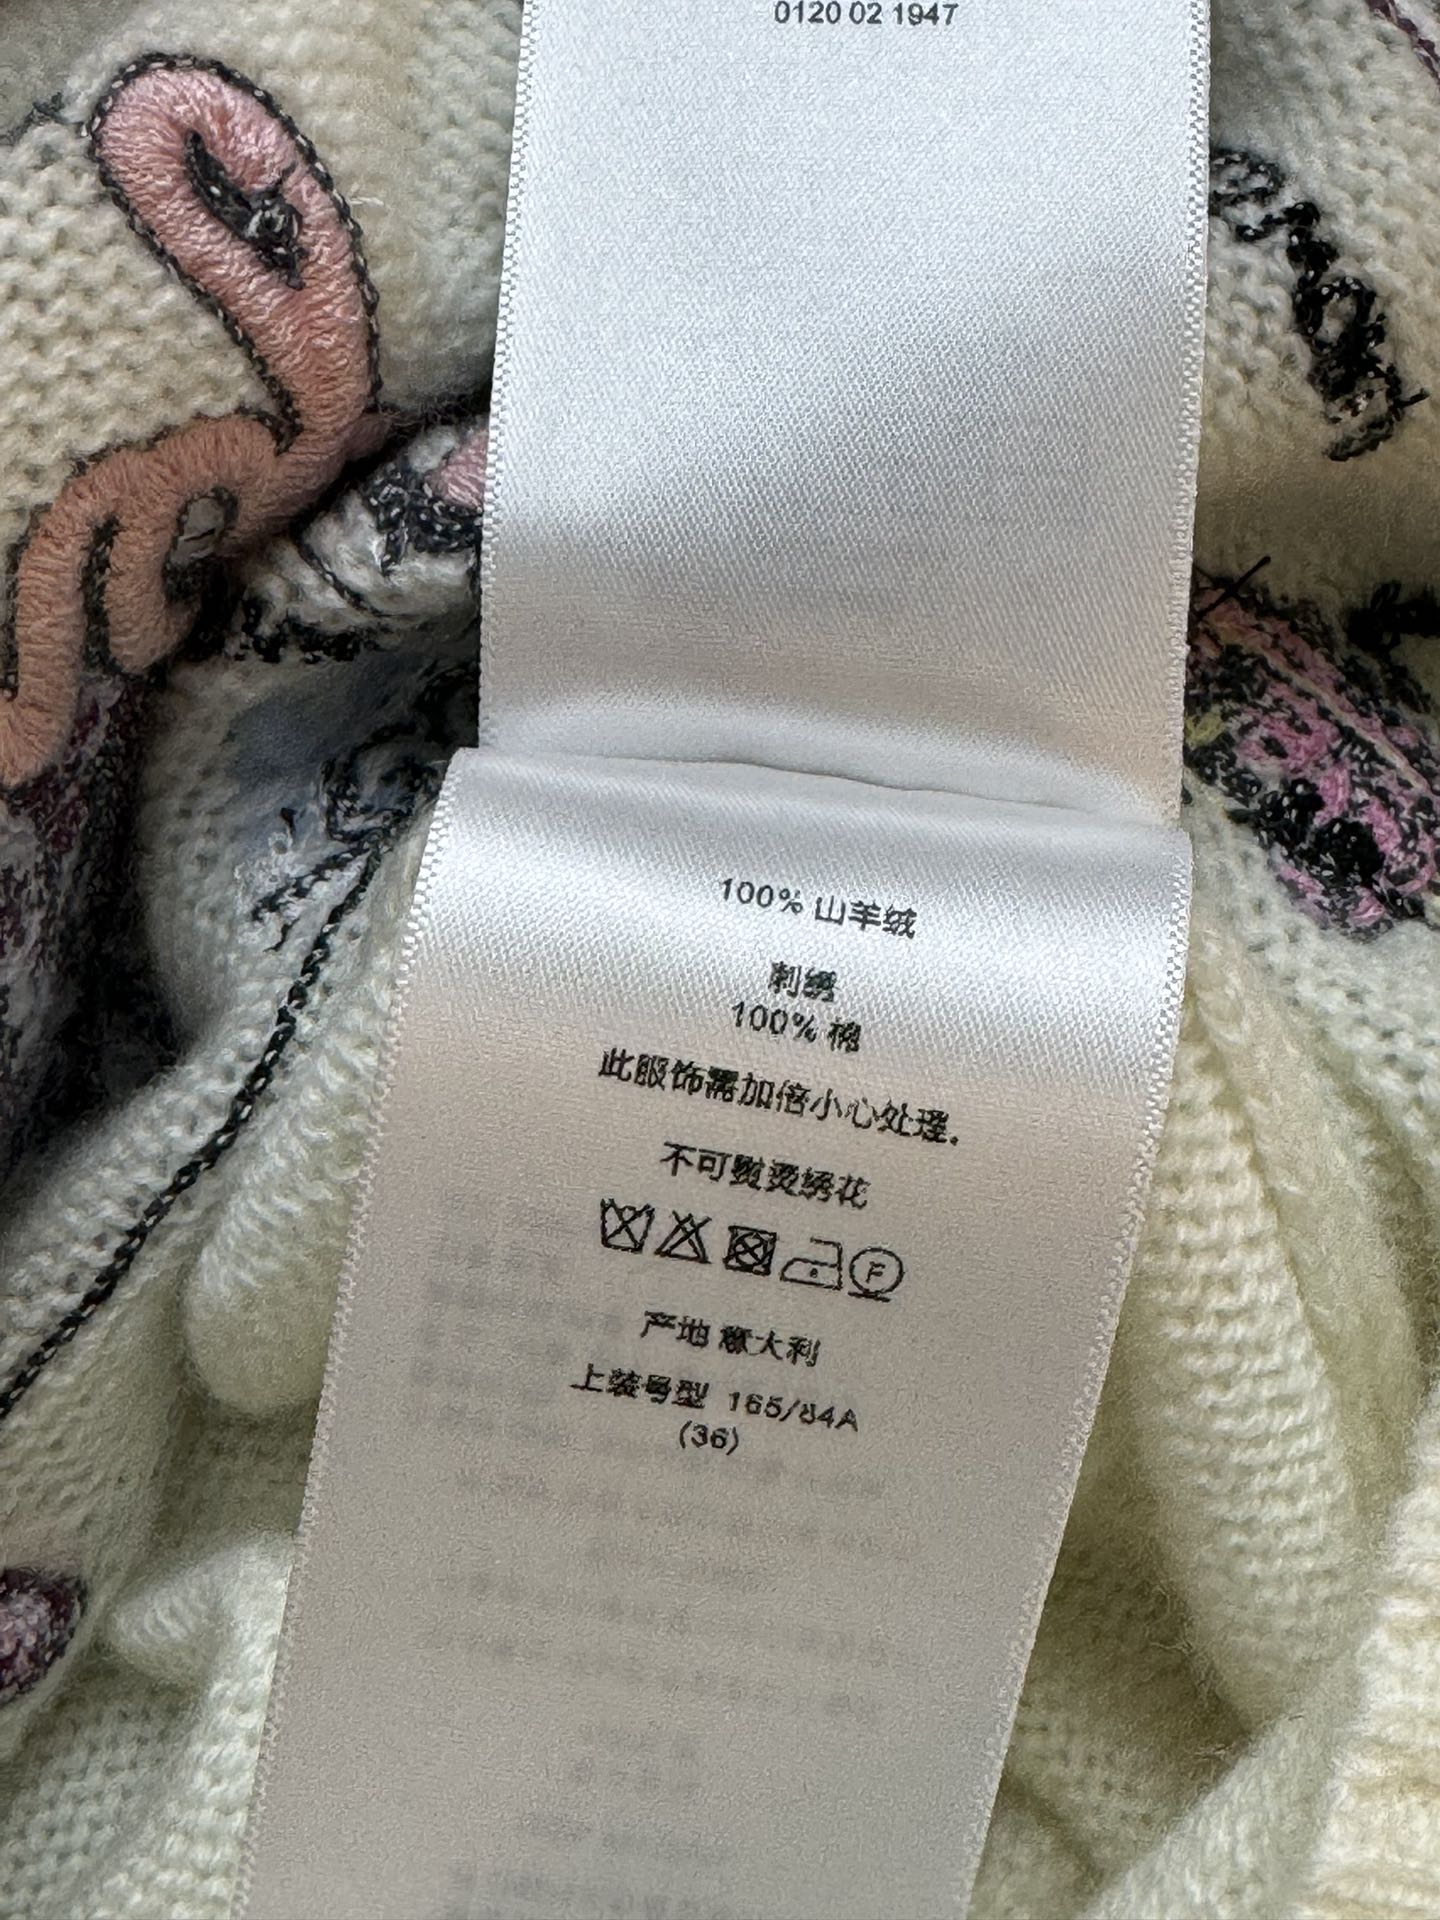 0120 02 1947
100% 山羊绒
刺绣
100% 棉
此服饰需加倍小心处理.
不可熨烫绣花
F
产地 意大利
上装号型 165/84A
(36)